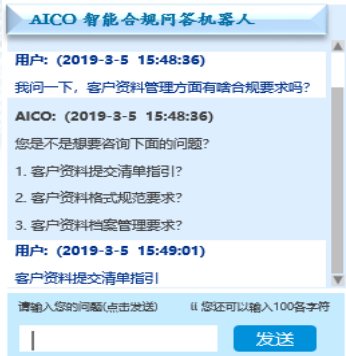 AICO 智能合规问答机器人
用户: (2019-3-5 15:48:36)
我问一下，客户资料管理方面有啥合规要求吗?
AICO: (2019-3-5 15:48:36)
您是不是想要咨询下面的问题?
1. 客户资料提交清单指引?
2. 客户资料格式规范要求?
3. 客户资料档案管理要求?
用户: (2019-3-5 15:49:01)
客户资料提交清单指引
请输入您的问题(点击发送) 您还可以输入100各字符
发送